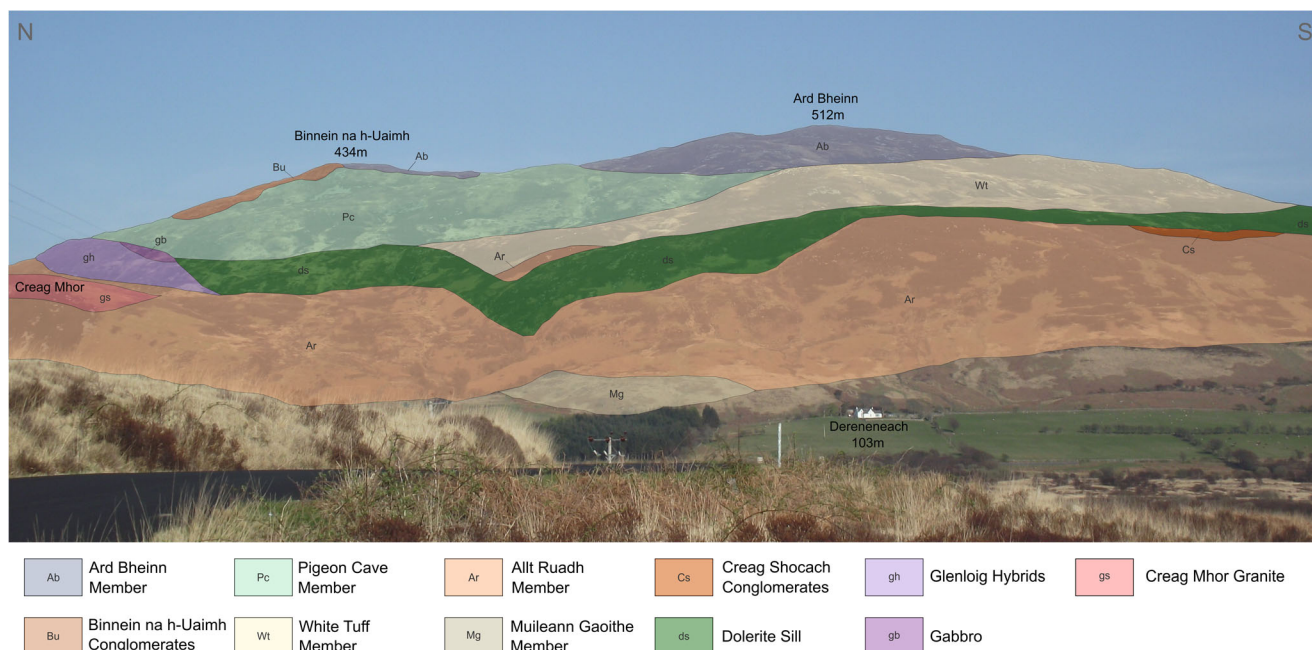 N
S
Ard Bheinn
512m
Binnein na h-Uaimh
434m
Ab
Ab
Bu
Wt
Pc
gb
gh
Ar
ds
ds
ds
Cs
Creag Mhor
gs
Ar
Ar
Mg
Dereneneach
103m
Ab Ard Bheinn
Member
Pc Pigeon Cave
Member
Ar Allt Ruadh
Member
Cs Creag Shocach
Conglomerates
gh Glenloig Hybrids
gs Creag Mhor Granite
Bu Binnein na h-Uaimh
Conglomerates
Wt White Tuff
Member
Mg Muileann Gaoithe
Member
ds Dolerite Sill
gb Gabbro